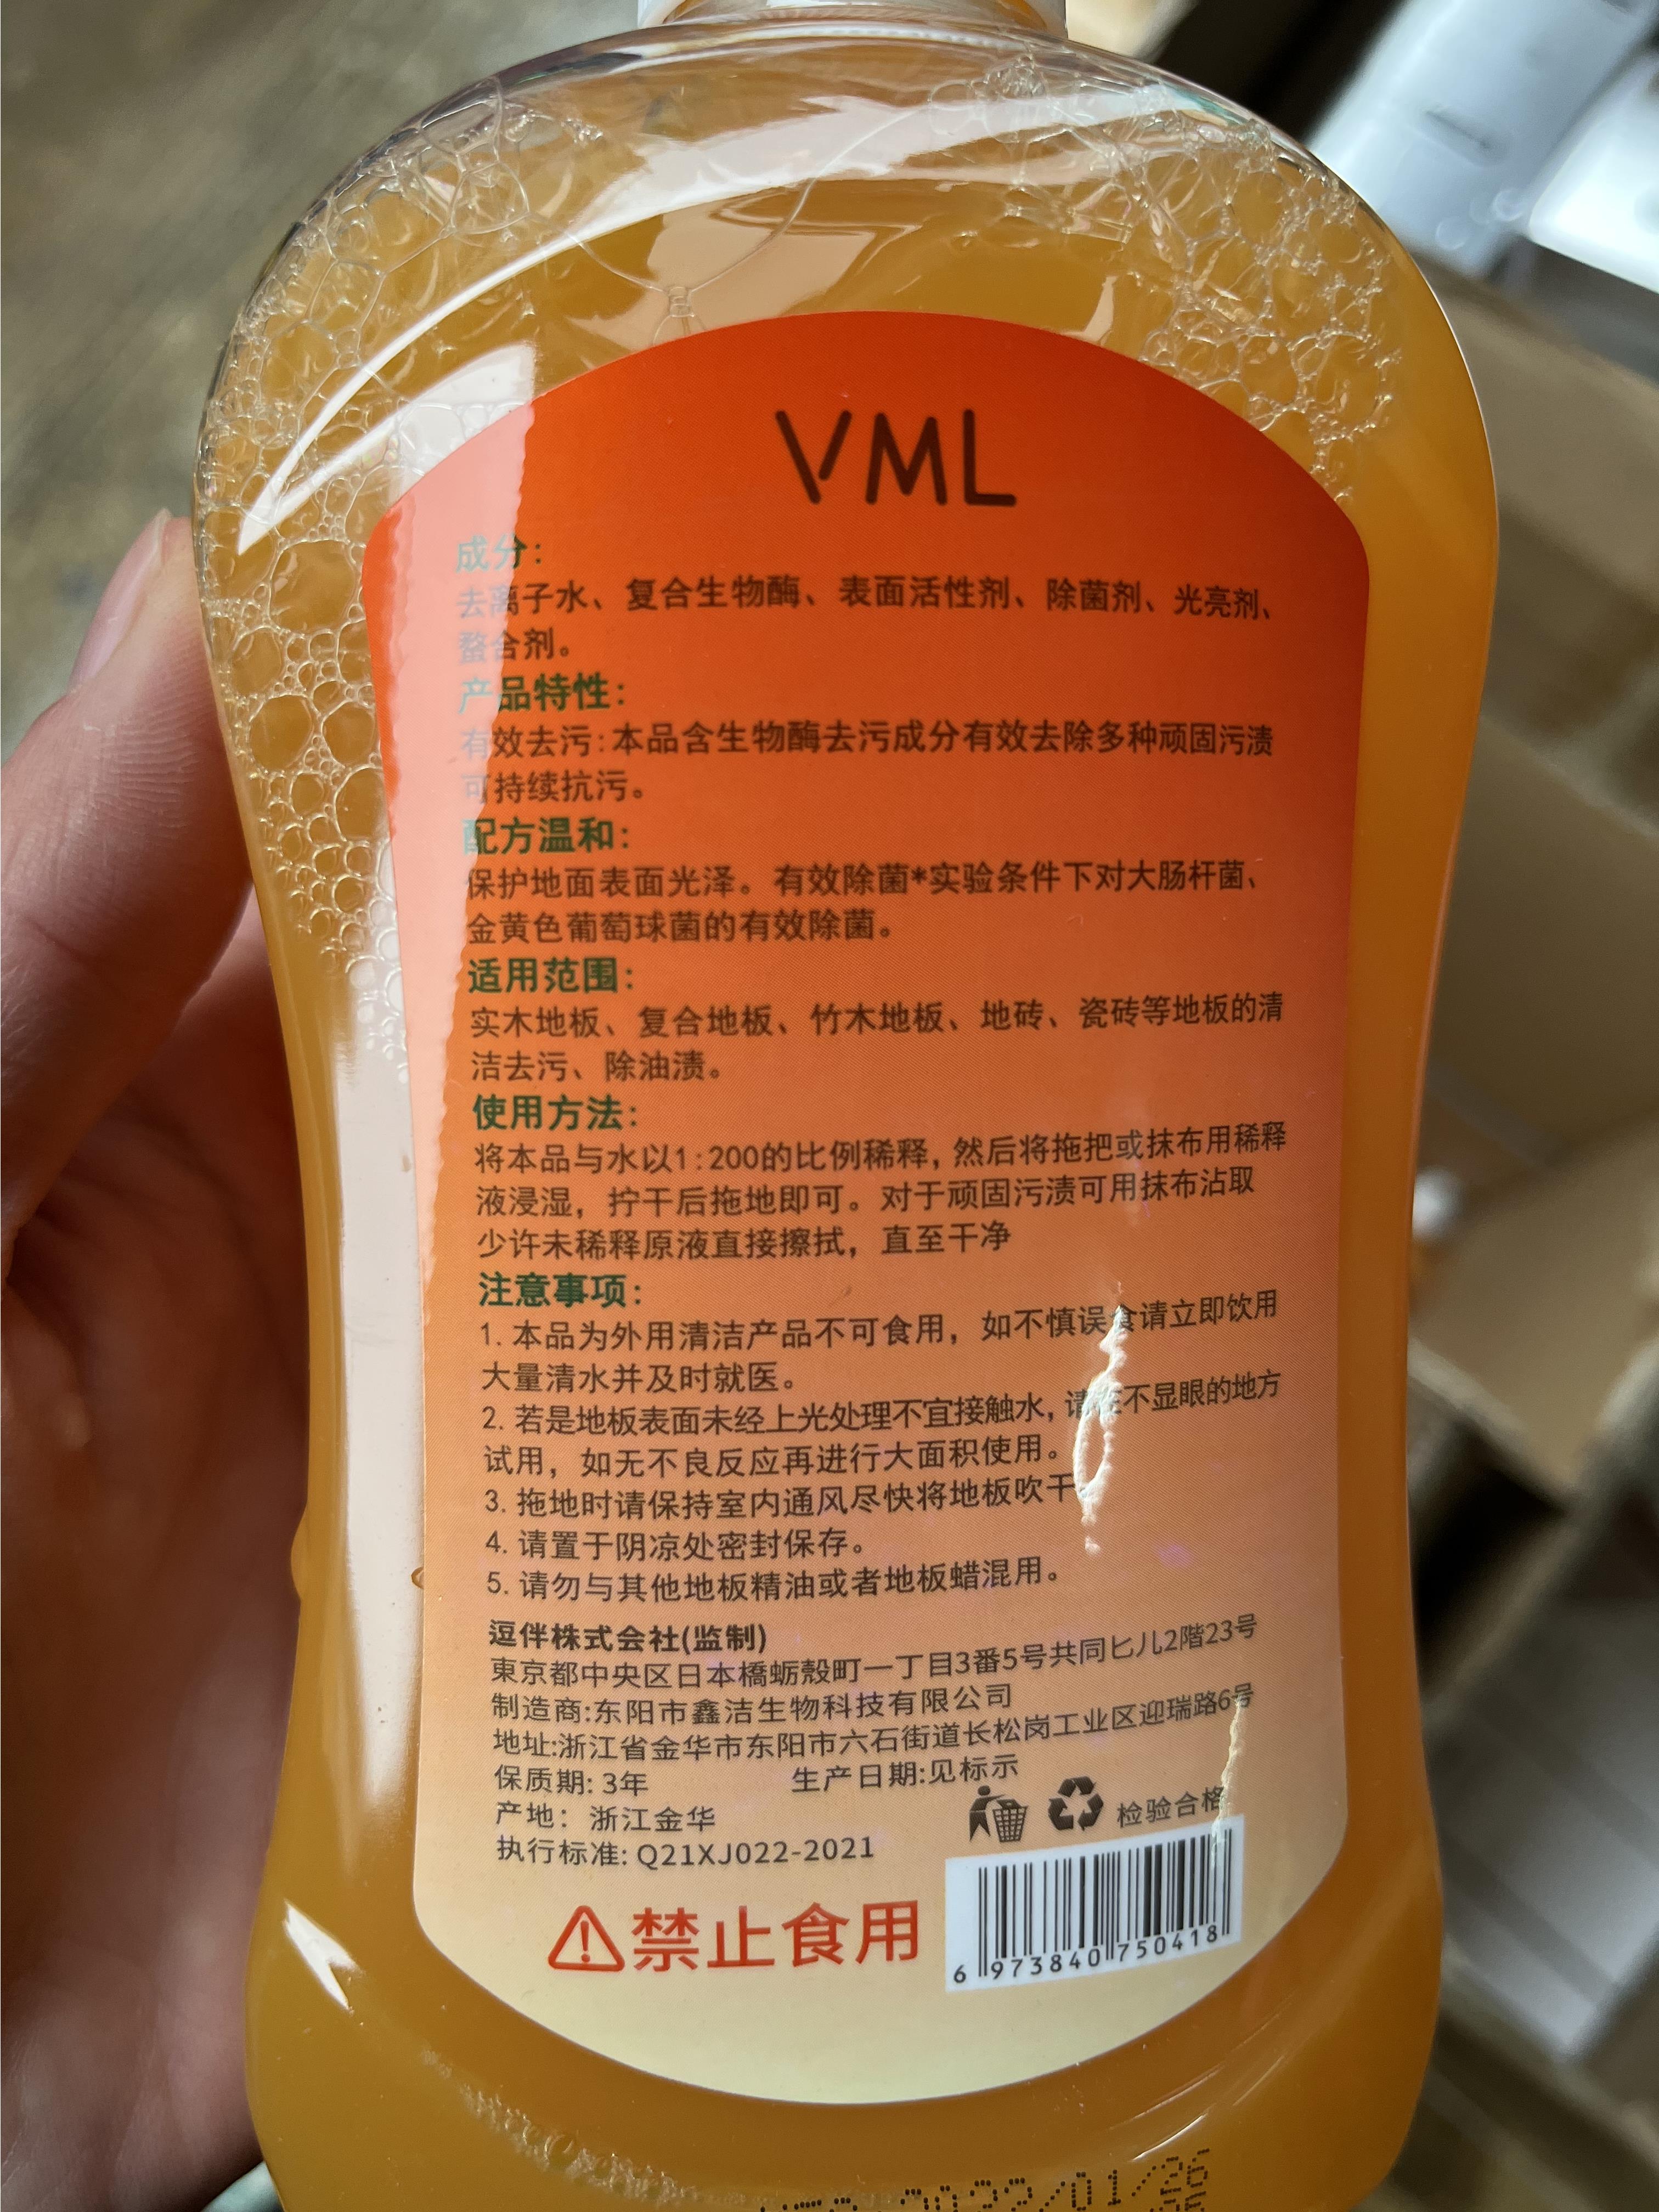 VML
成分:
去离子水、复合生物酶、表面活性剂、除菌剂、光亮剂、
螯合剂。
产品特性:
有效去污:本品含生物酶去污成分有效去除多种顽固污渍
可持续抗污。
配方温和:
保护地面表面光泽。有效除菌*实验条件下对大肠杆菌、
金黄色葡萄球菌的有效除菌。
适用范围:
实木地板、复合地板、竹木地板、地砖、瓷砖等地板的清
洁去污、除油渍。
使用方法:
将本品与水以1:200的比例稀释,然后将拖把或抹布用稀释
液浸湿，拧干后拖地即可。对于顽固污渍可用抹布沾取
少许未稀释原液直接擦拭，直至干净
注意事项:
1. 本品为外用清洁产品不可食用，如不慎误食请立即饮用
大量清水并及时就医。
2. 若是地板表面未经上光处理不宜接触水,请在不显眼的地方
试用，如无不良反应再进行大面积使用。
3. 拖地时请保持室内通风尽快将地板吹干
4. 请置于阴凉处密封保存。
5. 请勿与其他地板精油或者地板蜡混用。
逗伴株式会社(监制)
東京都中央区日本橋蛎殻町一丁目3番5号共同匕儿2階23号
制造商:东阳市鑫洁生物科技有限公司
地址:浙江省金华市东阳市六石街道长松岗工业区迎瑞路6号
保质期: 3年 生产日期:见标示
产地：浙江金华
执行标准: Q21XJ022-2021
检验合格
禁止食用
6 973840 750418
2022/01/26